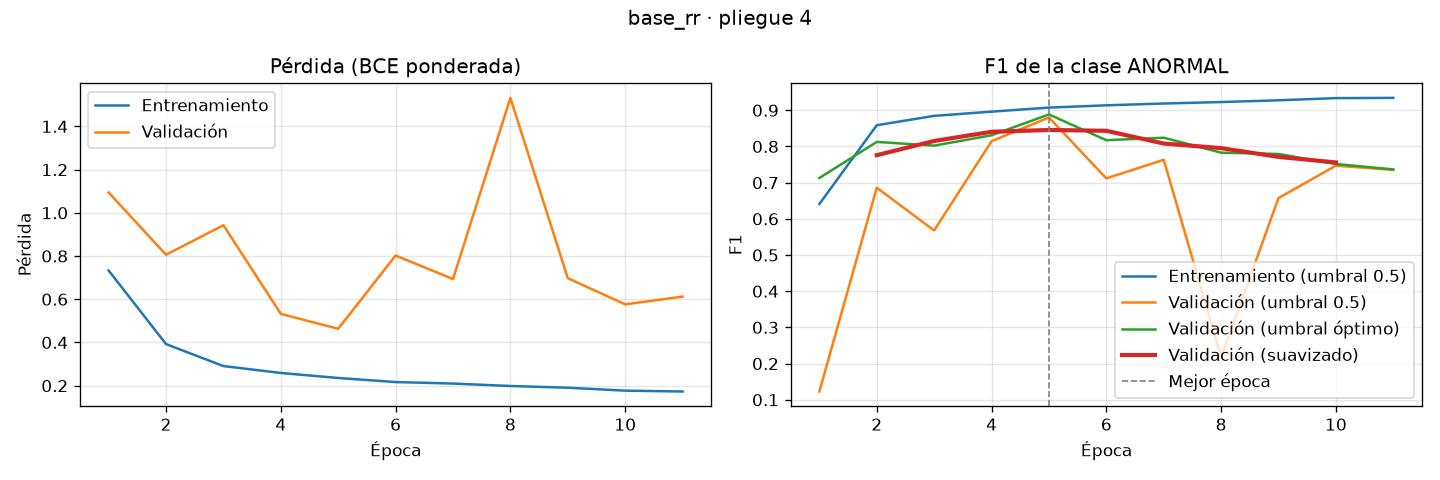 base_rr · pliegue 4
Pérdida (BCE ponderada)
Entrenamiento
Validación
Pérdida
1.4
1.2
1.0
0.8
0.6
0.4
0.2
2 4 6 8 10
Época
F1 de la clase ANORMAL
F1
0.9
0.8
0.7
0.6
0.5
0.4
0.3
0.2
0.1
Entrenamiento (umbral 0.5)
Validación (umbral 0.5)
Validación (umbral óptimo)
Validación (suavizado)
Mejor época
2 4 6 8 10
Época